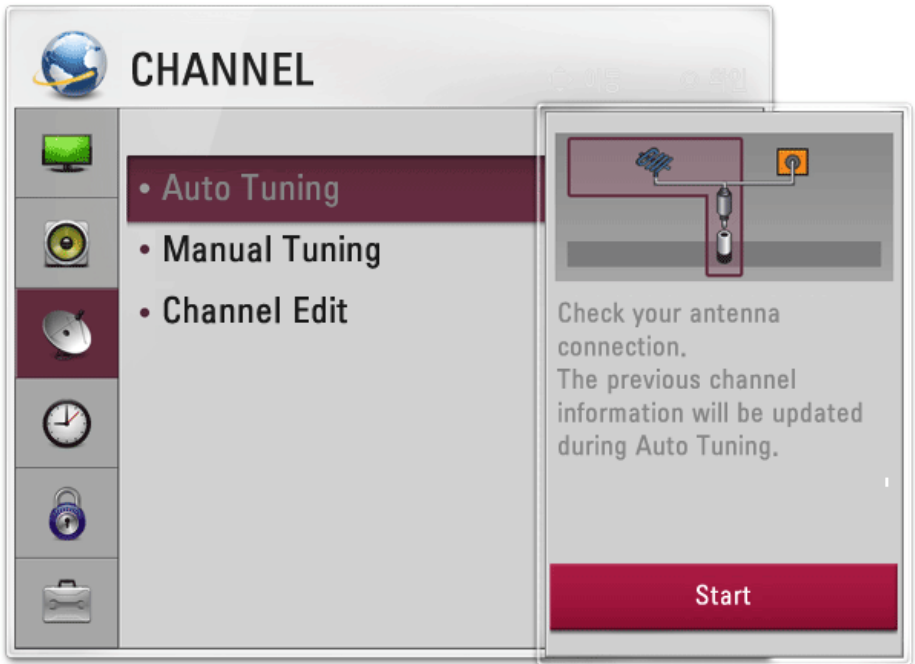 CHANNEL
• Auto Tuning
• Manual Tuning
• Channel Edit
Check your antenna
connection.
The previous channel
information will be updated
during Auto Tuning.
Start